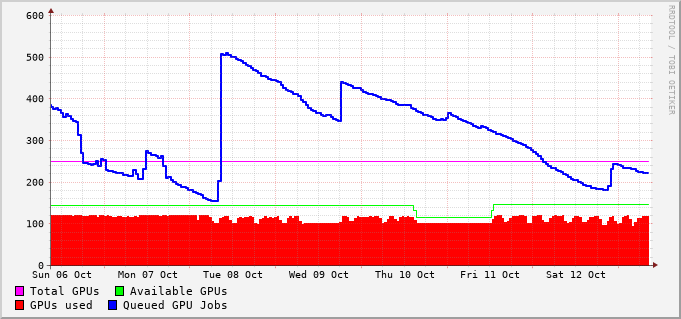 600
500
400
300
200
100
0
Sun 06 Oct Mon 07 Oct Tue 08 Oct Wed 09 Oct Thu 10 Oct Fri 11 Oct Sat 12 Oct
Total GPUs Available GPUs
GPUs used Queued GPU Jobs
RRDTOOL / TOBI OETIKER